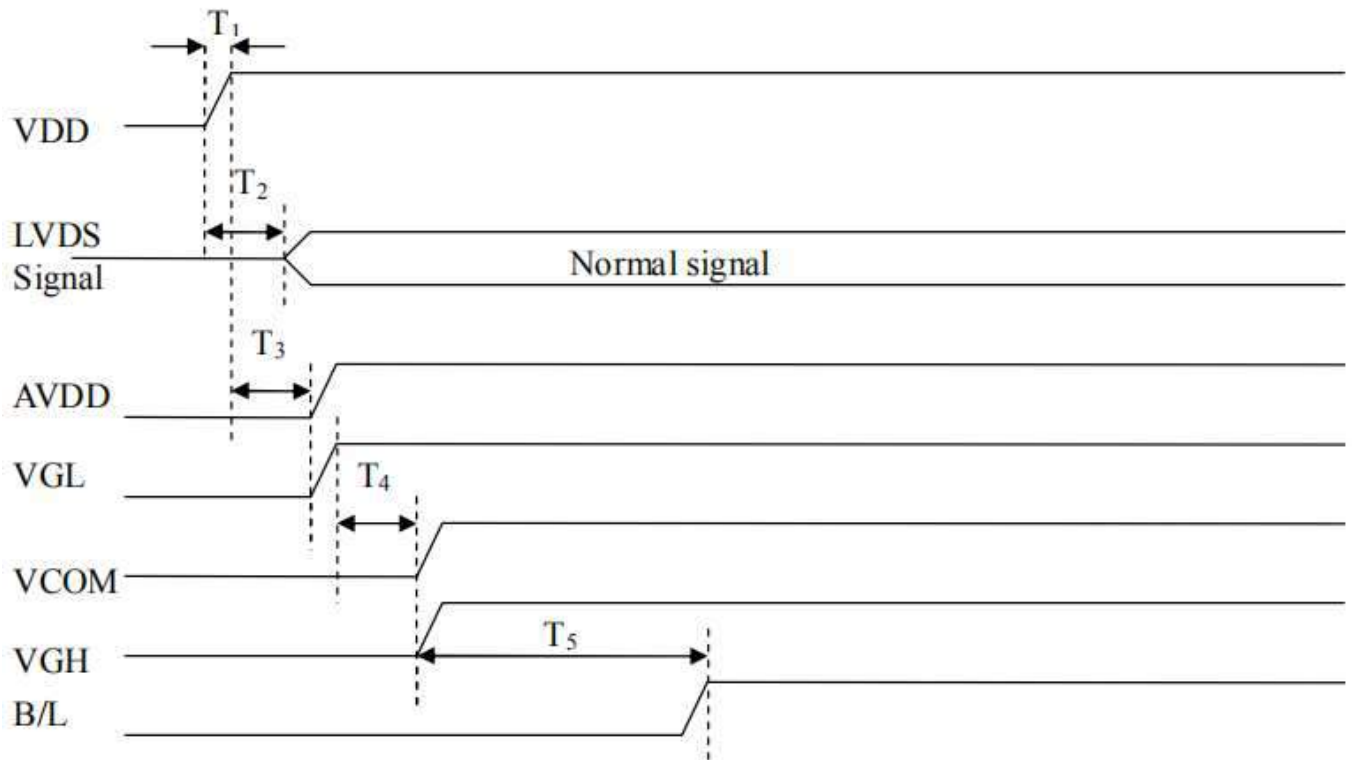 T₁
VDD
T₂
LVDS
Signal
Normal signal
T₃
AVDD
VGL
T₄
VCOM
VGH
T₅
B/L